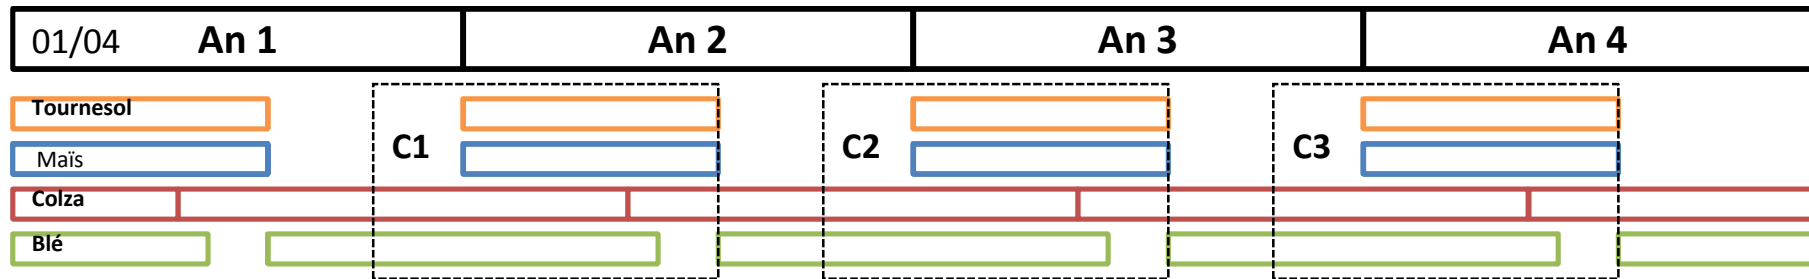 01/04 An 1 An 2 An 3 An 4
Tournesol
Maïs
C1 C2 C3
Colza
Blé